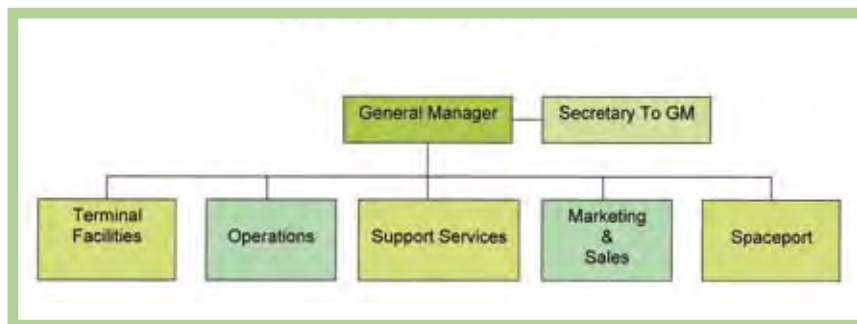 General Manager
Secretary To GM
Terminal
Facilities
Operations
Support Services
Marketing
&
Sales
Spaceport